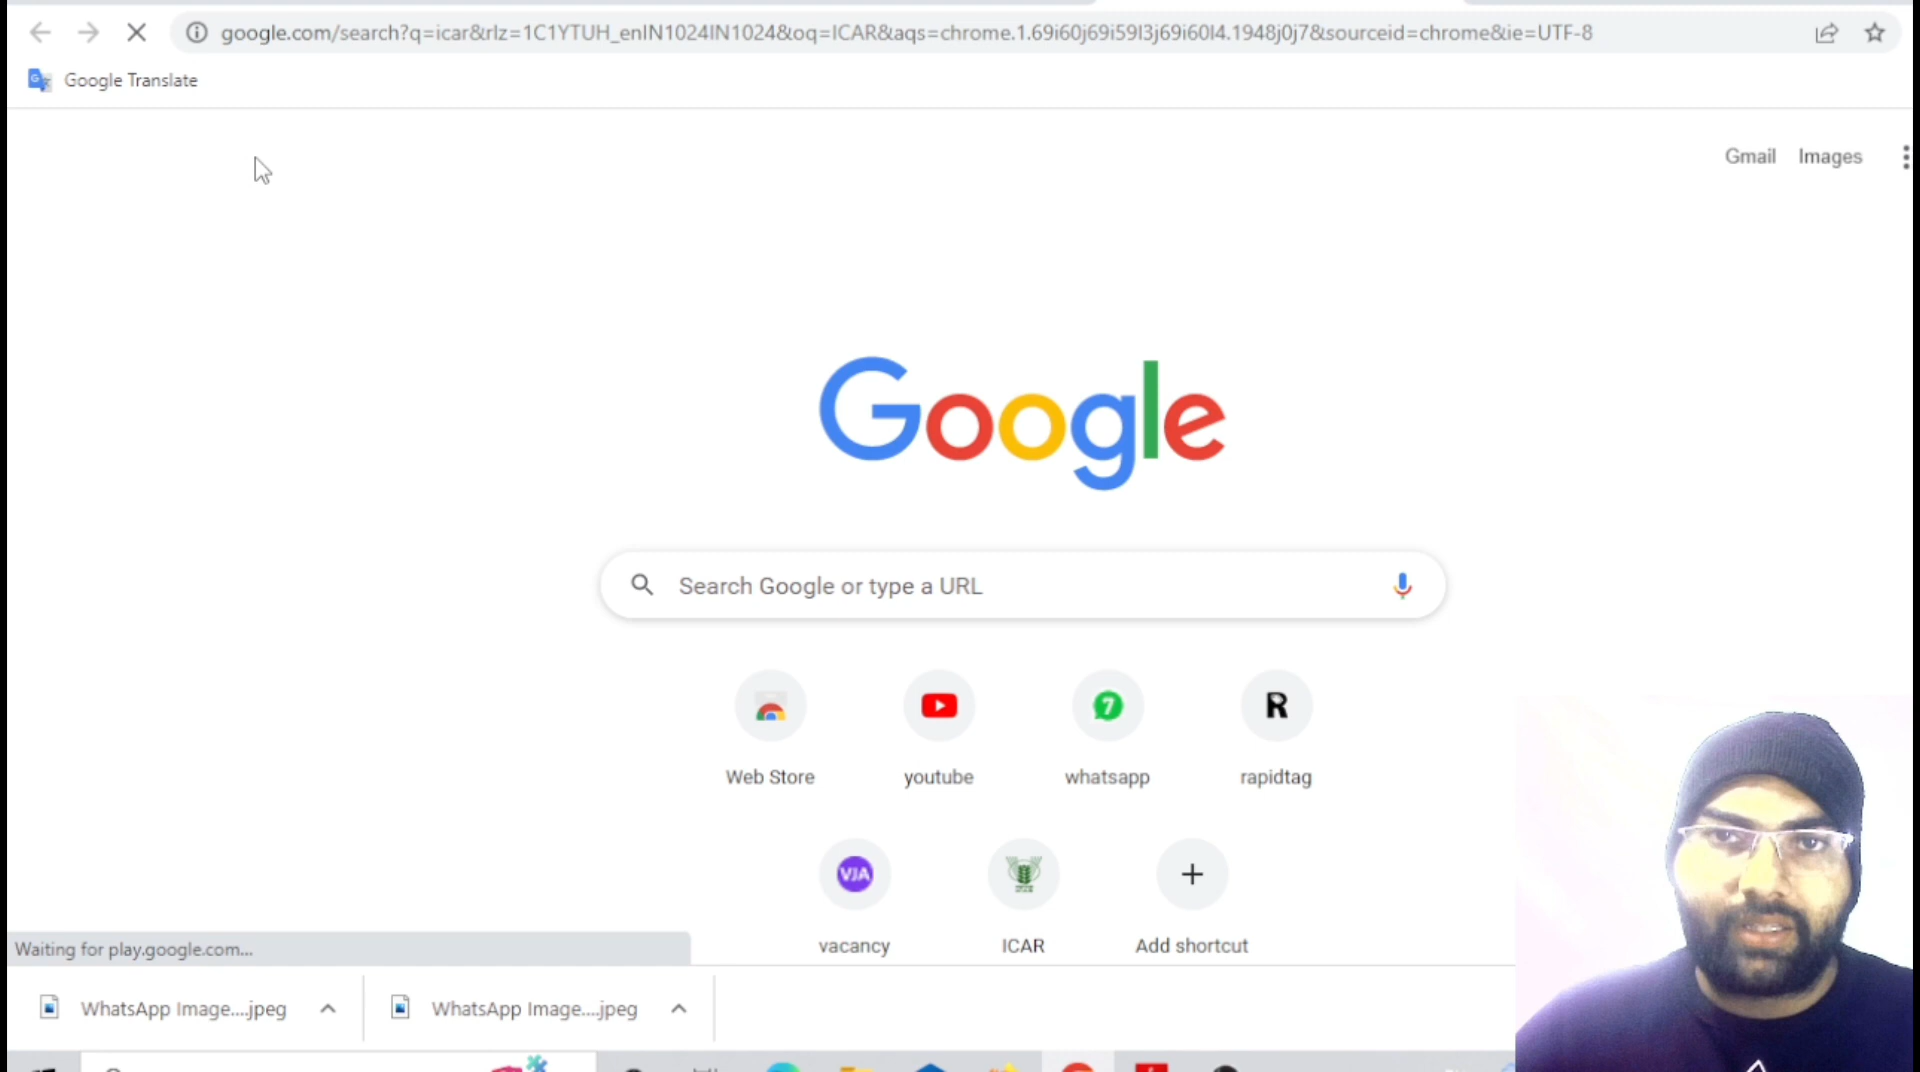 google.com/search?q=icar&rlz=1C1YTUH_enIN1024IN1024&oq=ICAR&aqs=chrome.1.69i60j69i59l3j69i60l4.1948j0j7&sourceid=chrome&ie=UTF-8
Google Translate
Gmail Images
Google
Search Google or type a URL
Web Store youtube whatsapp rapidtag
VJA
vacancy ICAR Add shortcut
Waiting for play.google.com...
WhatsApp Image....jpeg WhatsApp Image....jpeg